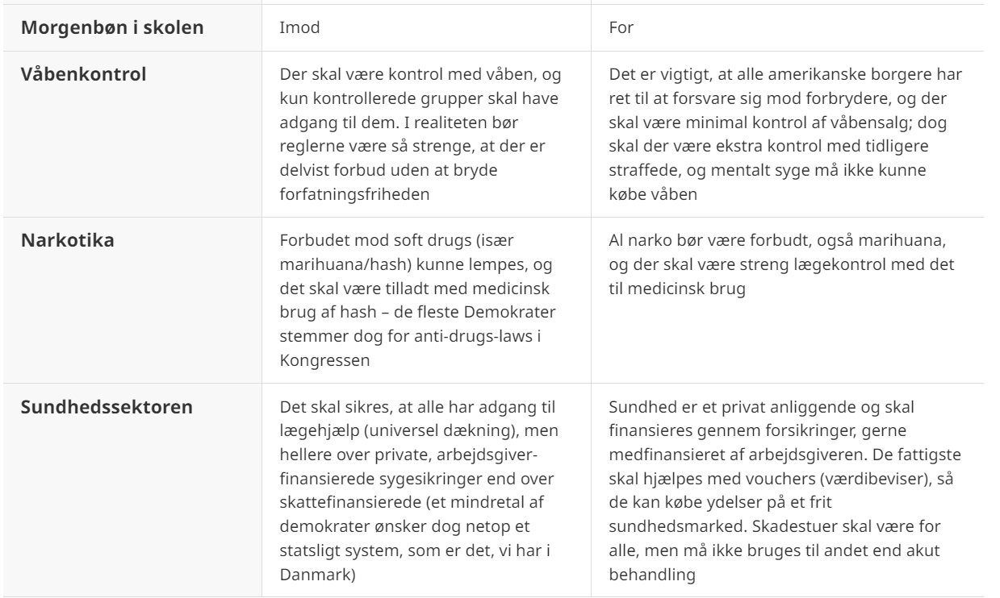 Morgenbøn i skolen
Imod
For
Våbenkontrol
Der skal være kontrol med våben, og
kun kontrollerede grupper skal have
adgang til dem. I realiteten bør
reglerne være så strenge, at der er
delvist forbud uden at bryde
forfatningsfriheden
Det er vigtigt, at alle amerikanske borgere har
ret til at forsvare sig mod forbrydere, og der
skal være minimal kontrol af våbensalg; dog
skal der være ekstra kontrol med tidligere
straffede, og mentalt syge må ikke kunne
købe våben
Narkotika
Forbudet mod soft drugs (især
marihuana/hash) kunne lempes, og
det skal være tilladt med medicinsk
brug af hash – de fleste Demokrater
stemmer dog for anti-drugs-laws i
Kongressen
Al narko bør være forbudt, også marihuana,
og der skal være streng lægekontrol med det
til medicinsk brug
Sundhedssektoren
Det skal sikres, at alle har adgang til
lægehjælp (universel dækning), men
hellere over private, arbejdsgiver-
finansierede sygesikringer end over
skattefinansierede (et mindretal af
demokrater ønsker dog netop et
statsligt system, som er det, vi har i
Danmark)
Sundhed er et privat anliggende og skal
finansieres gennem forsikringer, gerne
medfinansieret af arbejdsgiveren. De fattigste
skal hjælpes med vouchers (værdibeviser), så
de kan købe ydelser på et frit
sundhedsmarked. Skadestuer skal være for
alle, men må ikke bruges til andet end akut
behandling